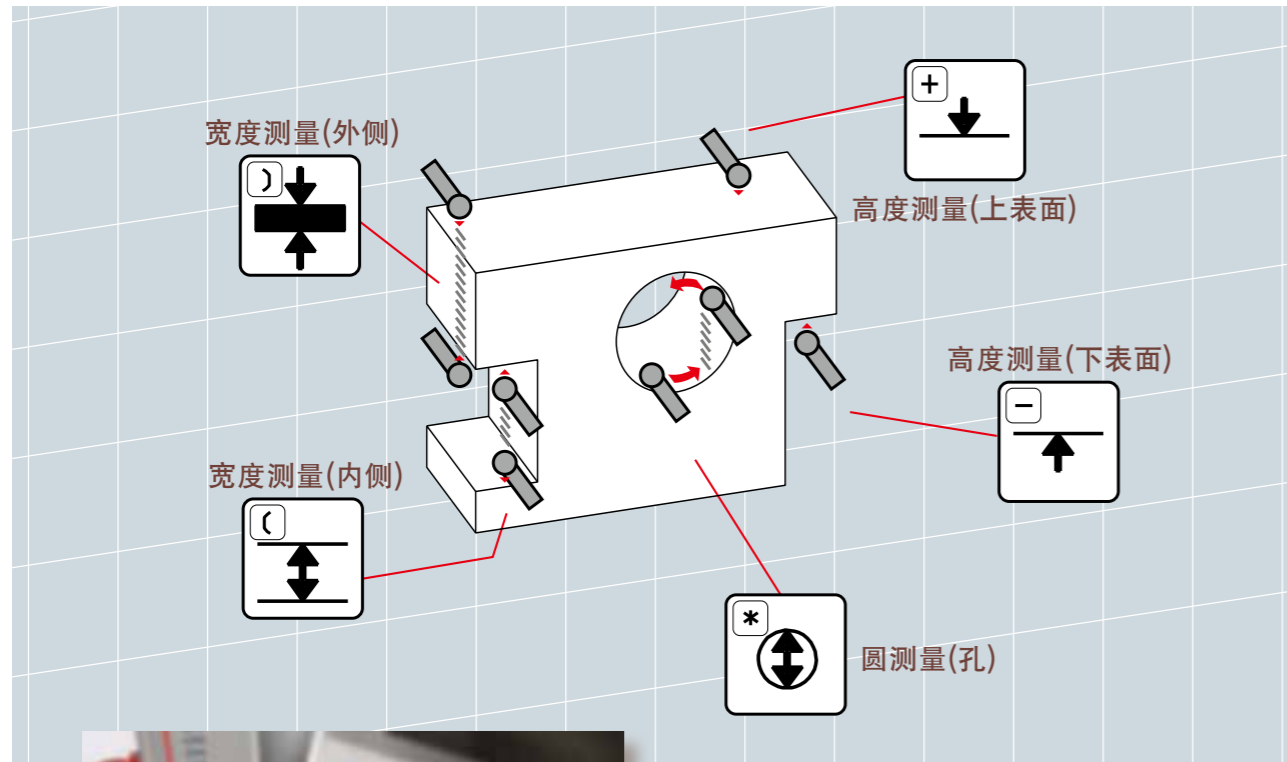 +
宽度测量(外侧)
)
高度测量(上表面)
高度测量(下表面)
−
宽度测量(内侧)
(
*
圆测量(孔)